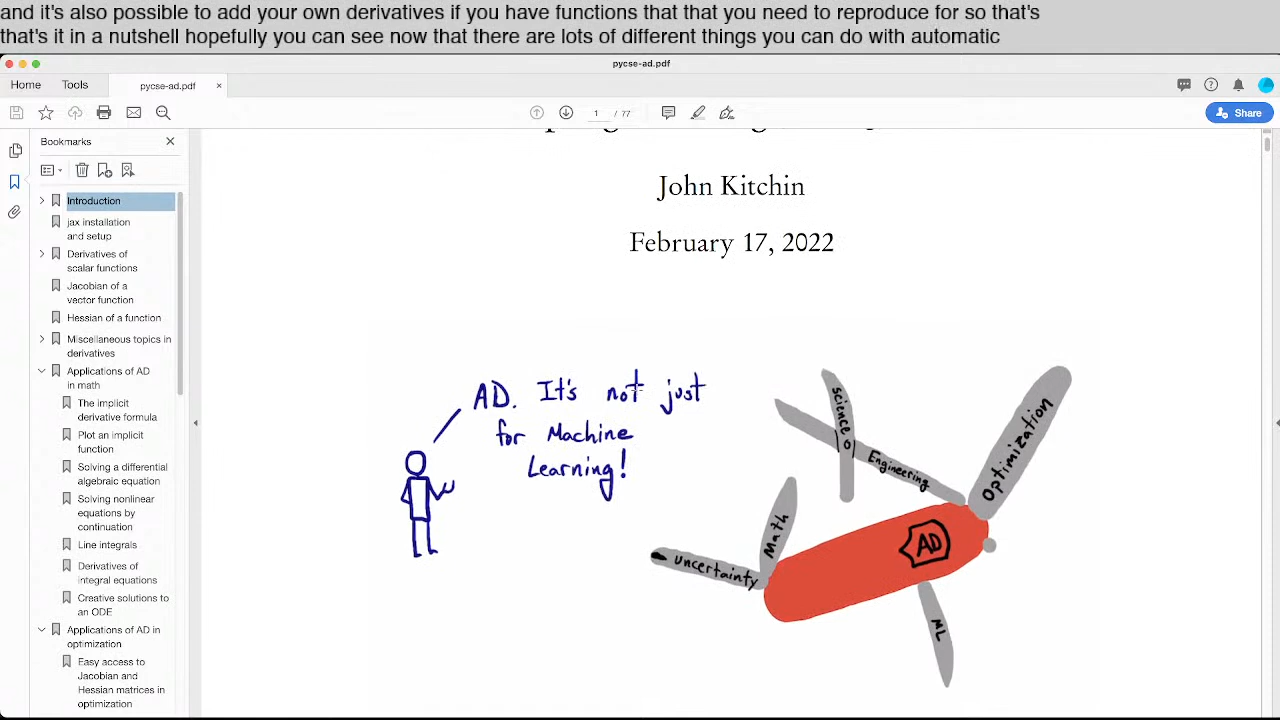 and it's also possible to add your own derivatives if you have functions that that you need to reproduce for so that's
that's it in a nutshell hopefully you can see now that there are lots of different things you can do with automatic
pycse-ad.pdf
Home
Tools
pycse-ad.pdf
×
1 / 77
Share
Bookmarks
Introduction
jax installation
and setup
Derivatives of
scalar functions
Jacobian of a
vector function
Hessian of a function
Miscellaneous topics in
derivatives
Applications of AD
in math
The implicit
derivative formula
Plot an implicit
function
Solving a differential
algebraic equation
Solving nonlinear
equations by
continuation
Line integrals
Derivatives of
integral equations
Creative solutions to
an ODE
Applications of AD in
optimization
Easy access to
Jacobian and
Hessian matrices in
optimization
John Kitchin
February 17, 2022
AD. It's not just
for Machine
Learning!
science
Engineering
Optimization
Math
Uncertainty
AD
ML